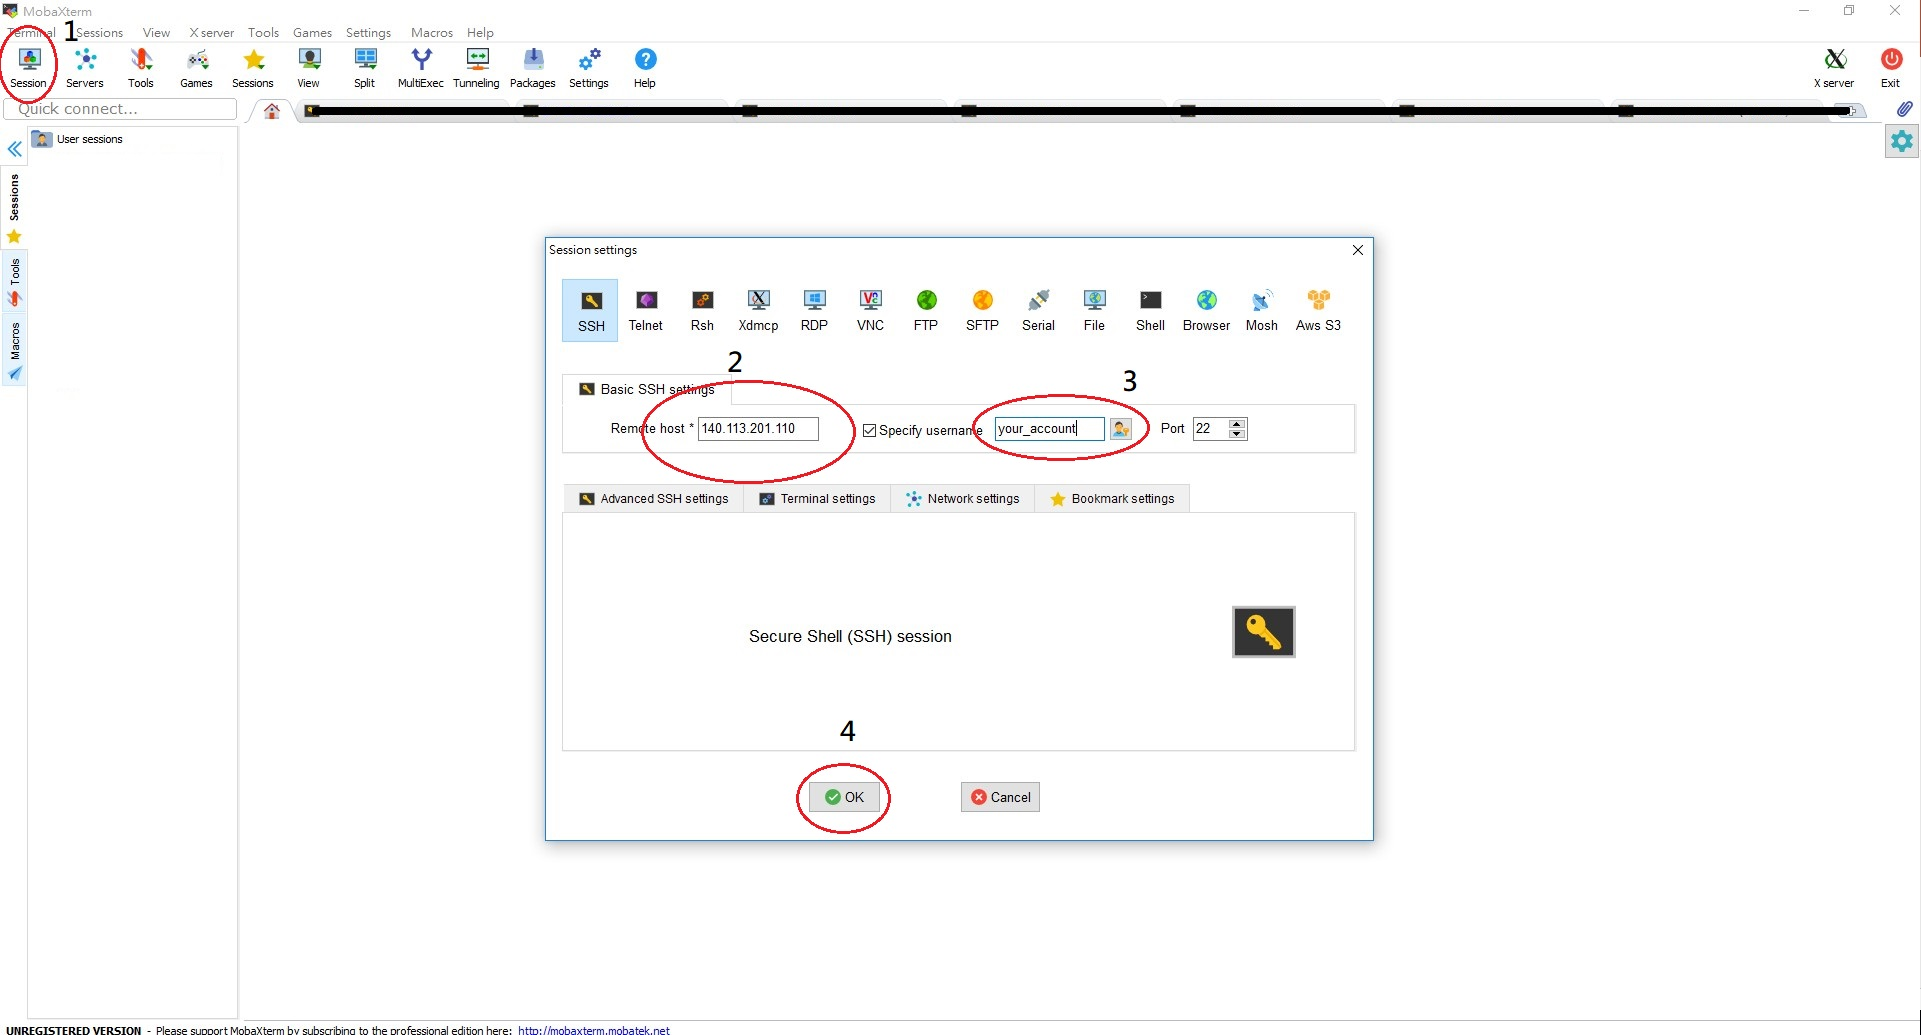 MobaXterm
Terminal Sessions View X server Tools Games Settings Macros Help
1
Session Servers Tools Games Sessions View Split MultiExec Tunneling Packages Settings Help X server Exit
Quick connect...
User sessions
Sessions
Tools
Macros
Session settings
SSH Telnet Rsh Xdmcp RDP VNC FTP SFTP Serial File Shell Browser Mosh Aws S3
2
3
Basic SSH settings
Remote host * 140.113.201.110 Specify username your_account Port 22
Advanced SSH settings Terminal settings Network settings Bookmark settings
Secure Shell (SSH) session
4
OK Cancel
UNREGISTERED VERSION - Please support MobaXterm by subscribing to the professional edition here: http://mobaxterm.mobatek.net